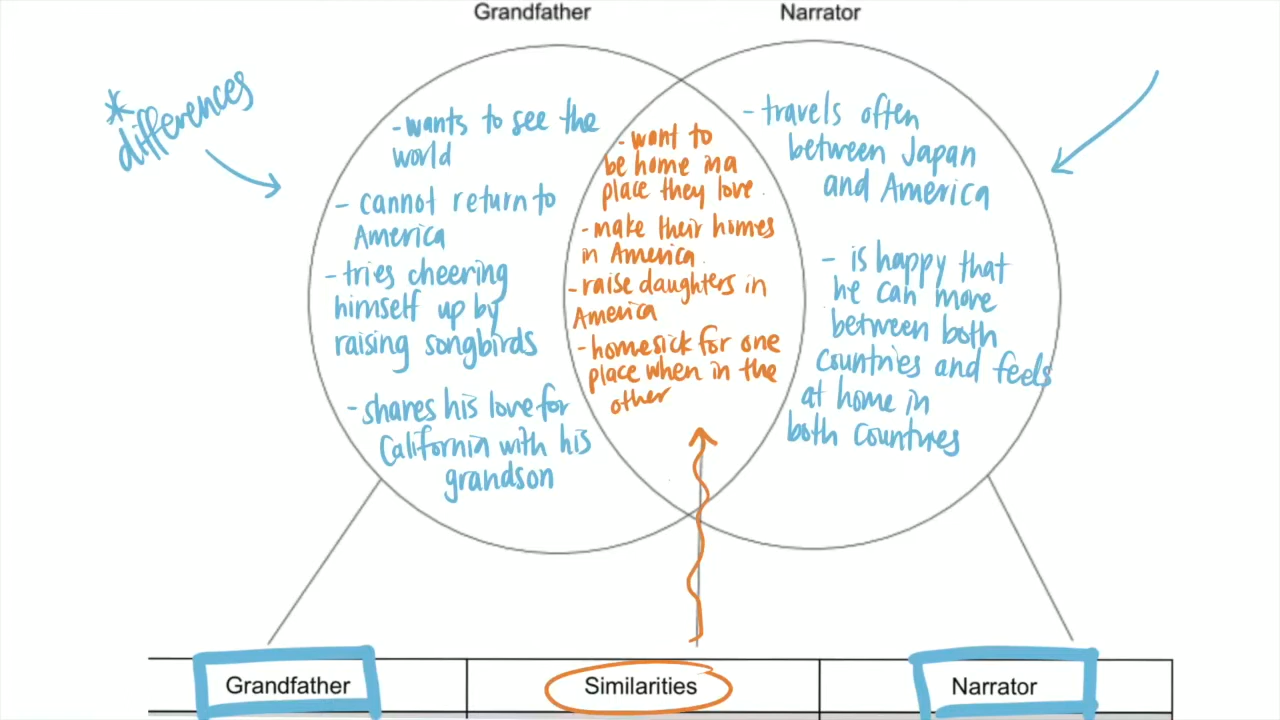 Grandfather
Narrator
* differences
- wants to see the
world
- cannot return to
America
- tries cheering
himself up by
raising songbirds
- shares his love for
California with his
grandson
- want to
be home in a
place they love.
- make their homes
in America.
- raise daughters in
America
- homesick for one
place when in the
other
- travels often
between Japan
and America
- is happy that
he can move
between both
countries and feels
at home in
both countries
Grandfather
Similarities
Narrator